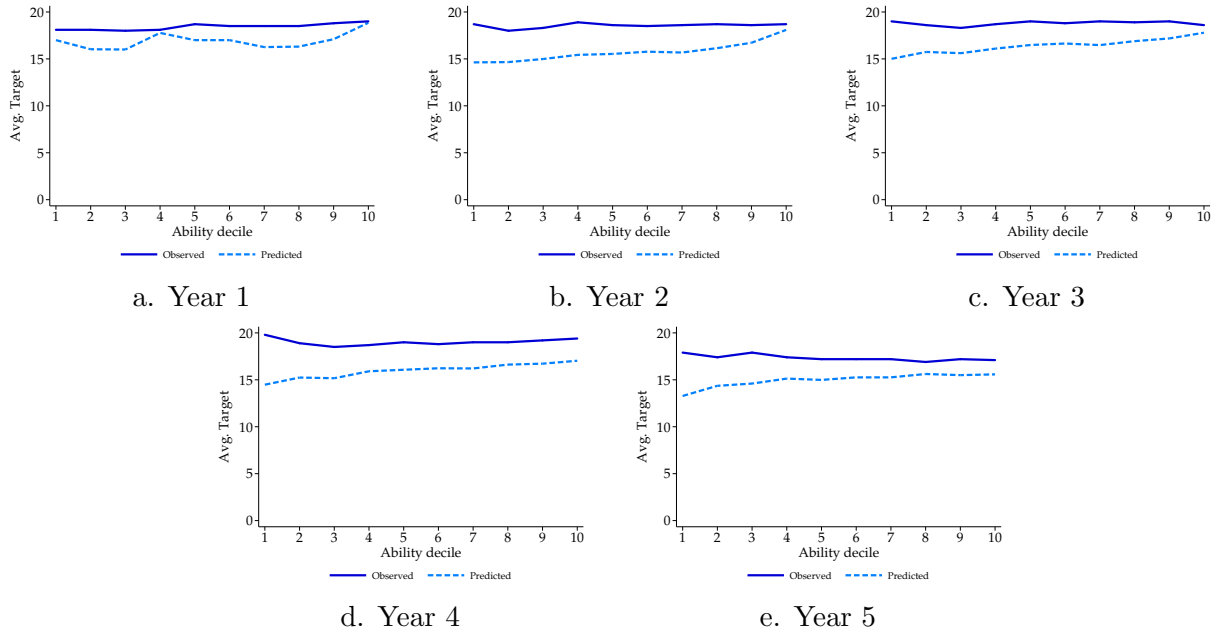 20
15
10
5
0
Avg. Target
1 2 3 4 5 6 7 8 9 10
Ability decile
Observed Predicted
a. Year 1
20
15
10
5
0
Avg. Target
1 2 3 4 5 6 7 8 9 10
Ability decile
Observed Predicted
b. Year 2
20
15
10
5
0
Avg. Target
1 2 3 4 5 6 7 8 9 10
Ability decile
Observed Predicted
c. Year 3
20
15
10
5
0
Avg. Target
1 2 3 4 5 6 7 8 9 10
Ability decile
Observed Predicted
d. Year 4
20
15
10
5
0
Avg. Target
1 2 3 4 5 6 7 8 9 10
Ability decile
Observed Predicted
e. Year 5